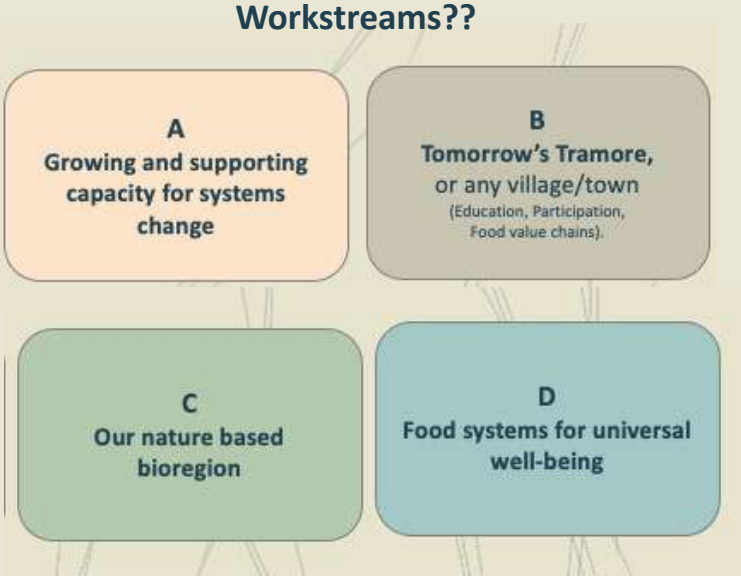 Workstreams??
A
Growing and supporting
capacity for systems
change
B
Tomorrow's Tramore,
or any village/town
(Education, Participation,
Food value chains).
C
Our nature based
bioregion
D
Food systems for universal
well-being